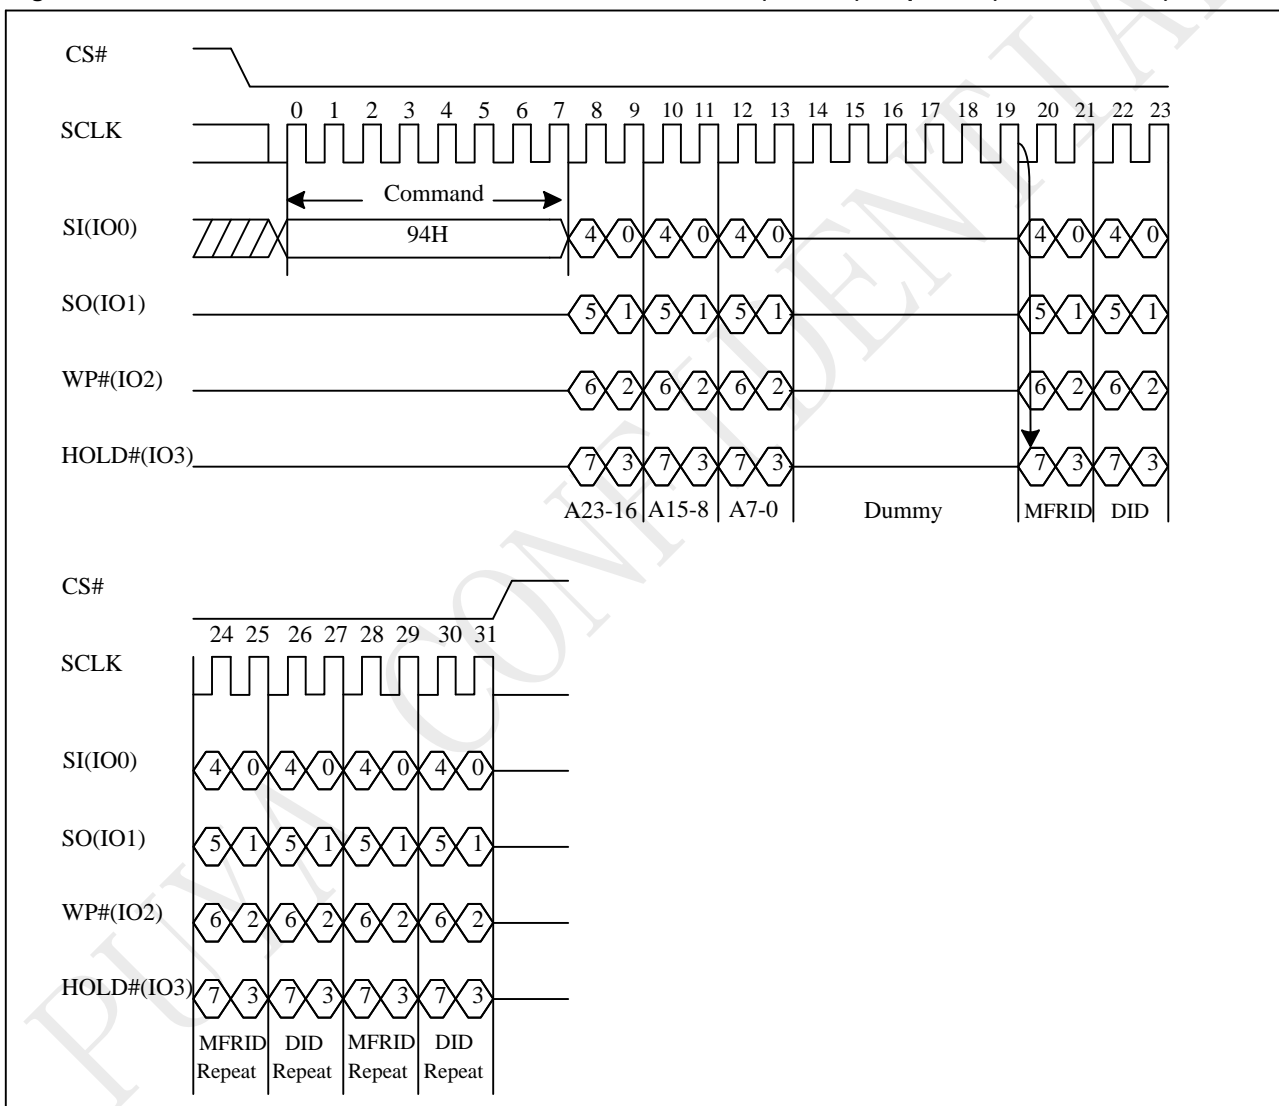 CS#
0 1 2 3 4 5 6 7 8 9 10 11 12 13 14 15 16 17 18 19 20 21 22 23
SCLK
Command
SI(IO0) 94H 4 0 4 0 4 0 4 0 4 0
SO(IO1) 5 1 5 1 5 1 5 1 5 1
WP#(IO2) 6 2 6 2 6 2 6 2 6 2
HOLD#(IO3) 7 3 7 3 7 3 7 3 7 3
A23-16 A15-8 A7-0 Dummy MFRID DID
CS#
24 25 26 27 28 29 30 31
SCLK
SI(IO0) 4 0 4 0 4 0 4 0
SO(IO1) 5 1 5 1 5 1 5 1
WP#(IO2) 6 2 6 2 6 2 6 2
HOLD#(IO3) 7 3 7 3 7 3 7 3
MFRID DID MFRID DID
Repeat Repeat Repeat Repeat
PUYA CONFIDENTIAL